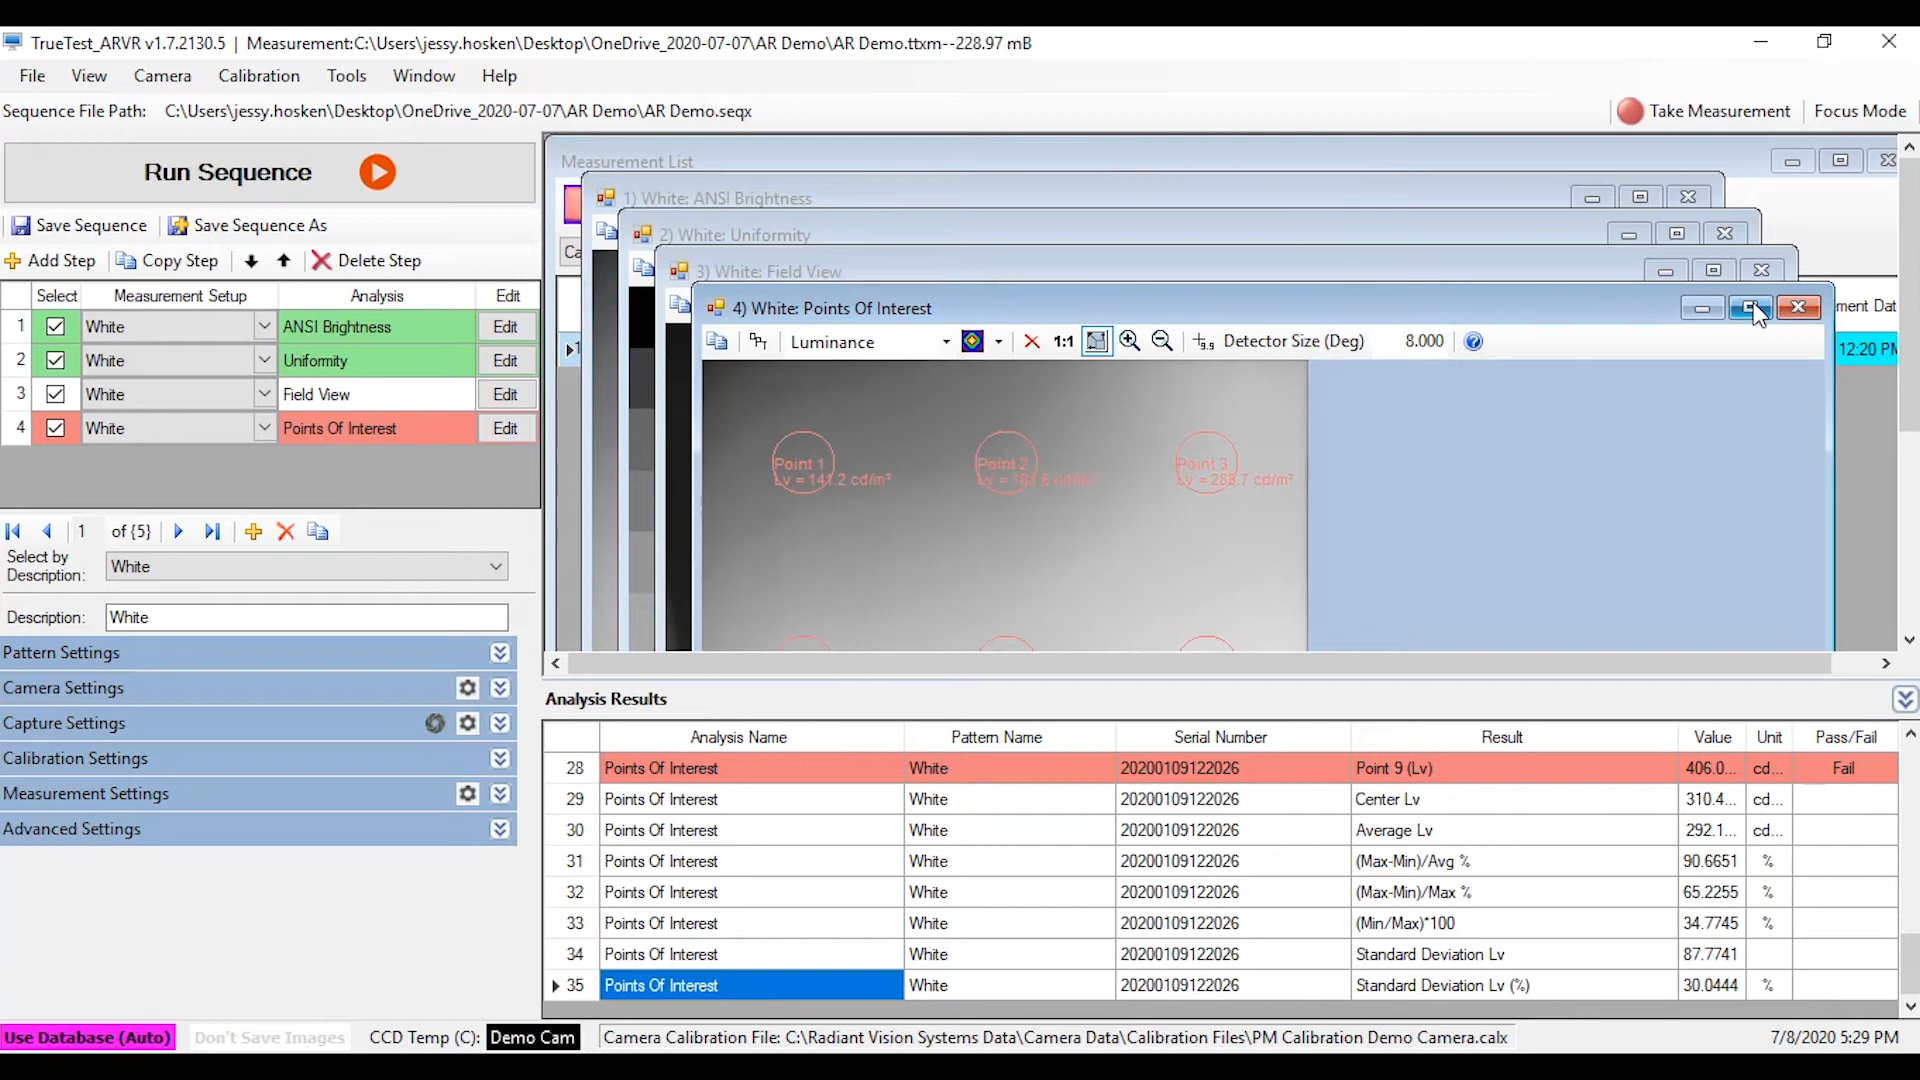 TrueTest_ARVR v1.7.2130.5 | Measurement:C:\Users\jessy.hosken\Desktop\OneDrive_2020-07-07\AR Demo\AR Demo.ttxm--228.97 mB
File View Camera Calibration Tools Window Help
Sequence File Path: C:\Users\jessy.hosken\Desktop\OneDrive_2020-07-07\AR Demo\AR Demo.seqx
Take Measurement Focus Mode
Run Sequence
Save Sequence Save Sequence As
Add Step Copy Step Delete Step
Select Measurement Setup Analysis Edit
1 White ANSI Brightness Edit
2 White Uniformity Edit
3 White Field View Edit
4 White Points Of Interest Edit
1 of {5}
Select by
Description: White
Description: White
Pattern Settings
Camera Settings
Capture Settings
Calibration Settings
Measurement Settings
Advanced Settings
Measurement List
1) White: ANSI Brightness
Ca
2) White: Uniformity
3) White: Field View
4) White: Points Of Interest
ment Dat
1
12:20 PM
Luminance 1:1 Detector Size (Deg) 8.000
Point 1
Lv = 141.2 cd/m²
Point 2
Lv = cd/m²
Point 3
Lv = 288.7 cd/m²
Analysis Results
Analysis Name Pattern Name Serial Number Result Value Unit Pass/Fail
28 Points Of Interest White 20200109122026 Point 9 (Lv) 406.0... cd... Fail
29 Points Of Interest White 20200109122026 Center Lv 310.4... cd...
30 Points Of Interest White 20200109122026 Average Lv 292.1... cd...
31 Points Of Interest White 20200109122026 (Max-Min)/Avg % 90.6651 %
32 Points Of Interest White 20200109122026 (Max-Min)/Max % 65.2255 %
33 Points Of Interest White 20200109122026 (Min/Max)*100 34.7745 %
34 Points Of Interest White 20200109122026 Standard Deviation Lv 87.7741
35 Points Of Interest White 20200109122026 Standard Deviation Lv (%) 30.0444 %
Use Database (Auto) Don't Save Images CCD Temp (C): Demo Cam Camera Calibration File: C:\Radiant Vision Systems Data\Camera Data\Calibration Files\PM Calibration Demo Camera.calx 7/8/2020 5:29 PM